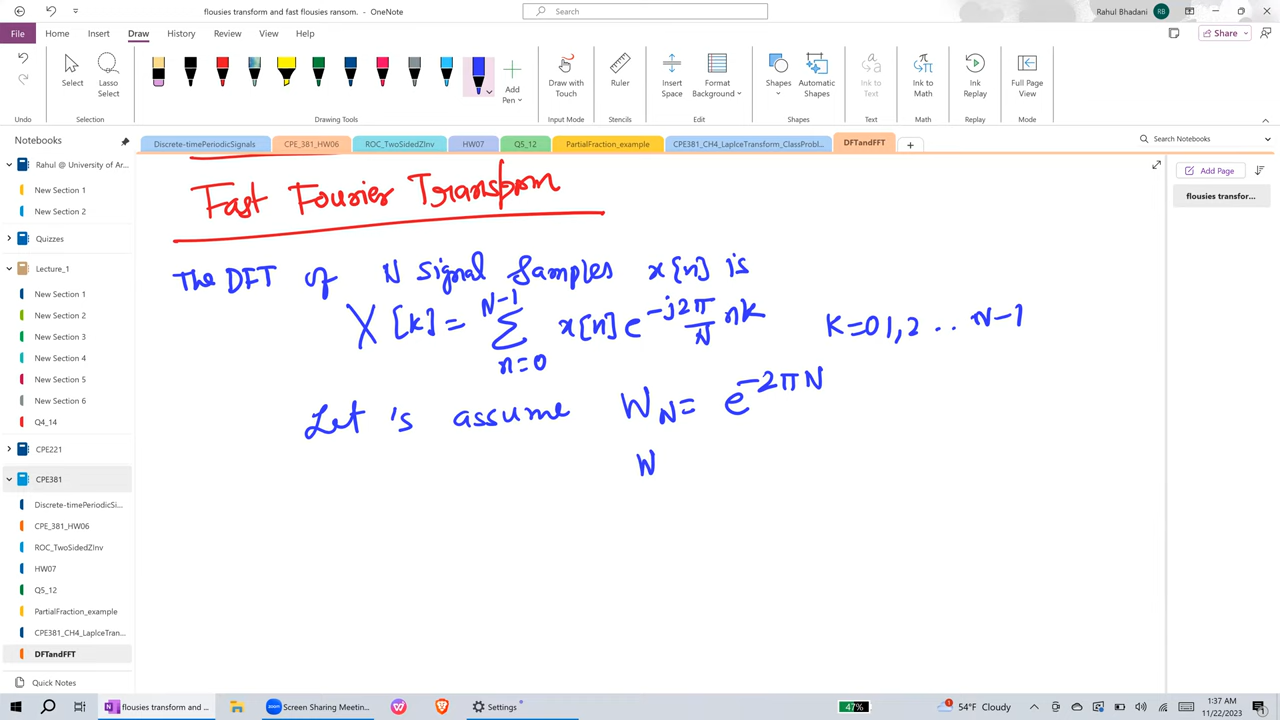 flousies transform and fast flousies ransom. - OneNote
Search
Rahul Bhadani RB
File Home Insert Draw History Review View Help
Share
Select
Lasso Select
Add Pen
Draw with Touch
Ruler
Insert Space
Format Background
Shapes
Automatic Shapes
Ink to Text
Ink to Math
Ink Replay
Full Page View
Undo Selection Drawing Tools Input Mode Stencils Edit Shapes Text Math Replay Mode
Notebooks
Discrete-timePeriodicSignals CPE_381_HW06 ROC_TwoSidedZInv HW07 Q5_12 PartialFraction_example CPE381_CH4_LaplceTransform_ClassProbl... DFTandFFT
Search Notebooks
Rahul @ University of Ar...
New Section 1
New Section 2
Quizzes
Lecture_1
New Section 1
New Section 2
New Section 3
New Section 4
New Section 5
New Section 6
Q4_14
CPE221
CPE381
Discrete-timePeriodicSi...
CPE_381_HW06
ROC_TwoSidedZInv
HW07
Q5_12
PartialFraction_example
CPE381_CH4_LaplceTran...
DFTandFFT
Quick Notes
Add Page
flousies transfor...
Fast Fourier Transform
The DFT of N signal samples x[n] is
X[k] = ∑_{n=0}^{N-1} x[n] e^{-j2π/N nk} K=0 1,2 .. N-1
Let's assume W_N = e^{-2πN}
W
flousies transform and ...
Screen Sharing Meetin...
Settings
47%
54°F Cloudy
1:37 AM
11/22/2023